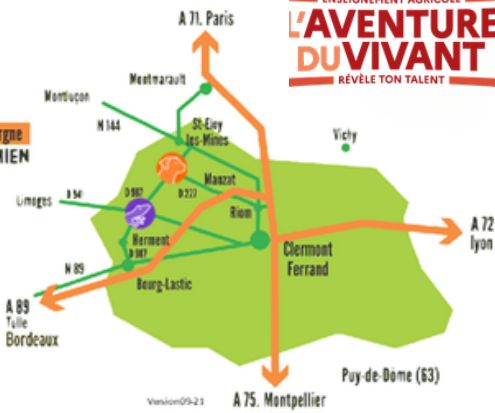 ENSEIGNEMENT AGRICOLE
L'AVENTURE
DU VIVANT
RÉVÈLE TON TALENT
A 71. Paris
Montmarault
Montluçon
N 144
St-Eloy
les-Mines
Vichy
Manzat
D 227
D 987
D 941
Limoges
Riom
Herment
D 987
Clermont
Ferrand
A 72
lyon
N 89
Bourg-Lastic
A 89
Tulle
Bordeaux
Puy-de-Dôme (63)
Version09-21
A 75. Montpellier